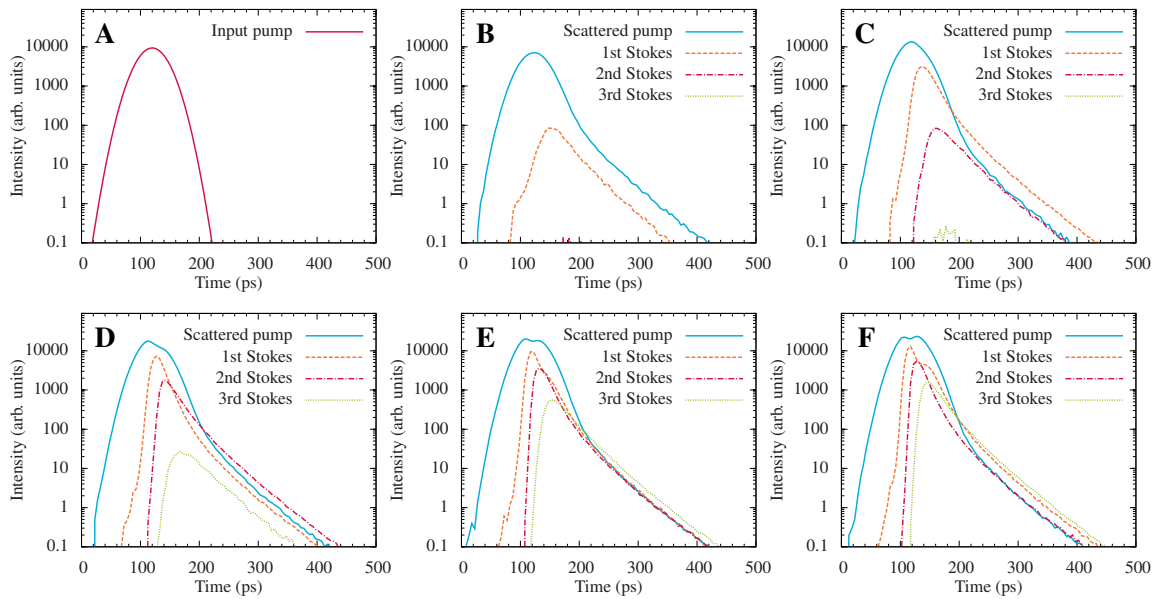 A
Input pump
Intensity (arb. units)
10000
1000
100
10
1
0.1
0 100 200 300 400 500
Time (ps)
B
Scattered pump
1st Stokes
2nd Stokes
3rd Stokes
Intensity (arb. units)
10000
1000
100
10
1
0.1
0 100 200 300 400 500
Time (ps)
C
Scattered pump
1st Stokes
2nd Stokes
3rd Stokes
Intensity (arb. units)
10000
1000
100
10
1
0.1
0 100 200 300 400 500
Time (ps)
D
Scattered pump
1st Stokes
2nd Stokes
3rd Stokes
Intensity (arb. units)
10000
1000
100
10
1
0.1
0 100 200 300 400 500
Time (ps)
E
Scattered pump
1st Stokes
2nd Stokes
3rd Stokes
Intensity (arb. units)
10000
1000
100
10
1
0.1
0 100 200 300 400 500
Time (ps)
F
Scattered pump
1st Stokes
2nd Stokes
3rd Stokes
Intensity (arb. units)
10000
1000
100
10
1
0.1
0 100 200 300 400 500
Time (ps)